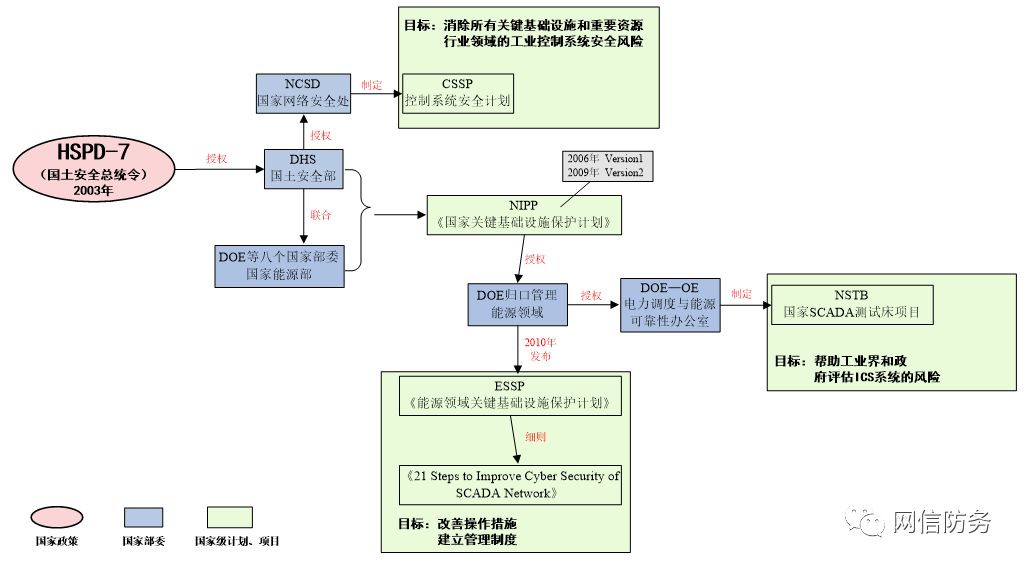 目标：消除所有关键基础设施和重要资源
行业领域的工业控制系统安全风险
NCSD
国家网络安全处
制定
CSSP
控制系统安全计划
授权
HSPD-7
（国土安全总统令）
2003年
授权
DHS
国土安全部
2006年 Version1
2009年 Version2
联合
NIPP
《国家关键基础设施保护计划》
DOE等八个国家部委
国家能源部
授权
DOE归口管理
能源领域
授权
DOE—OE
电力调度与能源
可靠性办公室
制定
NSTB
国家SCADA测试床项目
目标：帮助工业界和政
府评估ICS系统的风险
2010年
发布
ESSP
《能源领域关键基础设施保护计划》
细则
《21 Steps to Improve Cyber Security of
SCADA Network》
目标：改善操作措施
建立管理制度
国家政策
国家部委
国家级计划、项目
网信防务